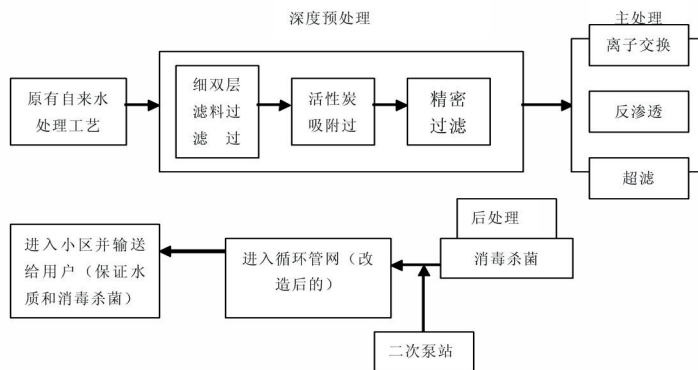 深度预处理
主处理
原有自来水
处理工艺
细双层
滤料过
滤 过
活性炭
吸附过
精密
过滤
离子交换
反渗透
超滤
后处理
消毒杀菌
进入循环管网（改
造后的）
进入小区并输送
给用户（保证水
质和消毒杀菌）
二次泵站